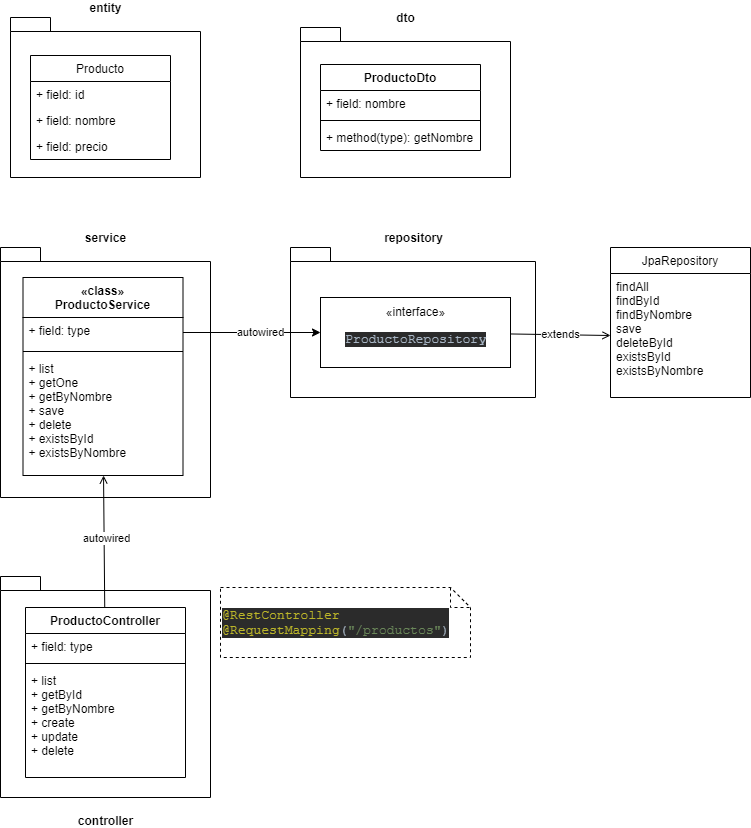 entity
Producto
+ field: id
+ field: nombre
+ field: precio
dto
ProductoDto
+ field: nombre
+ method(type): getNombre
service
«class»
ProductoService
+ field: type
+ list
+ getOne
+ getByNombre
+ save
+ delete
+ existsById
+ existsByNombre
autowired
repository
«interface»
ProductoRepository
extends
JpaRepository
findAll
findById
findByNombre
save
deleteById
existsById
existsByNombre
autowired
ProductoController
+ field: type
+ list
+ getById
+ getByNombre
+ create
+ update
+ delete
controller
@RestController
@RequestMapping("/productos")